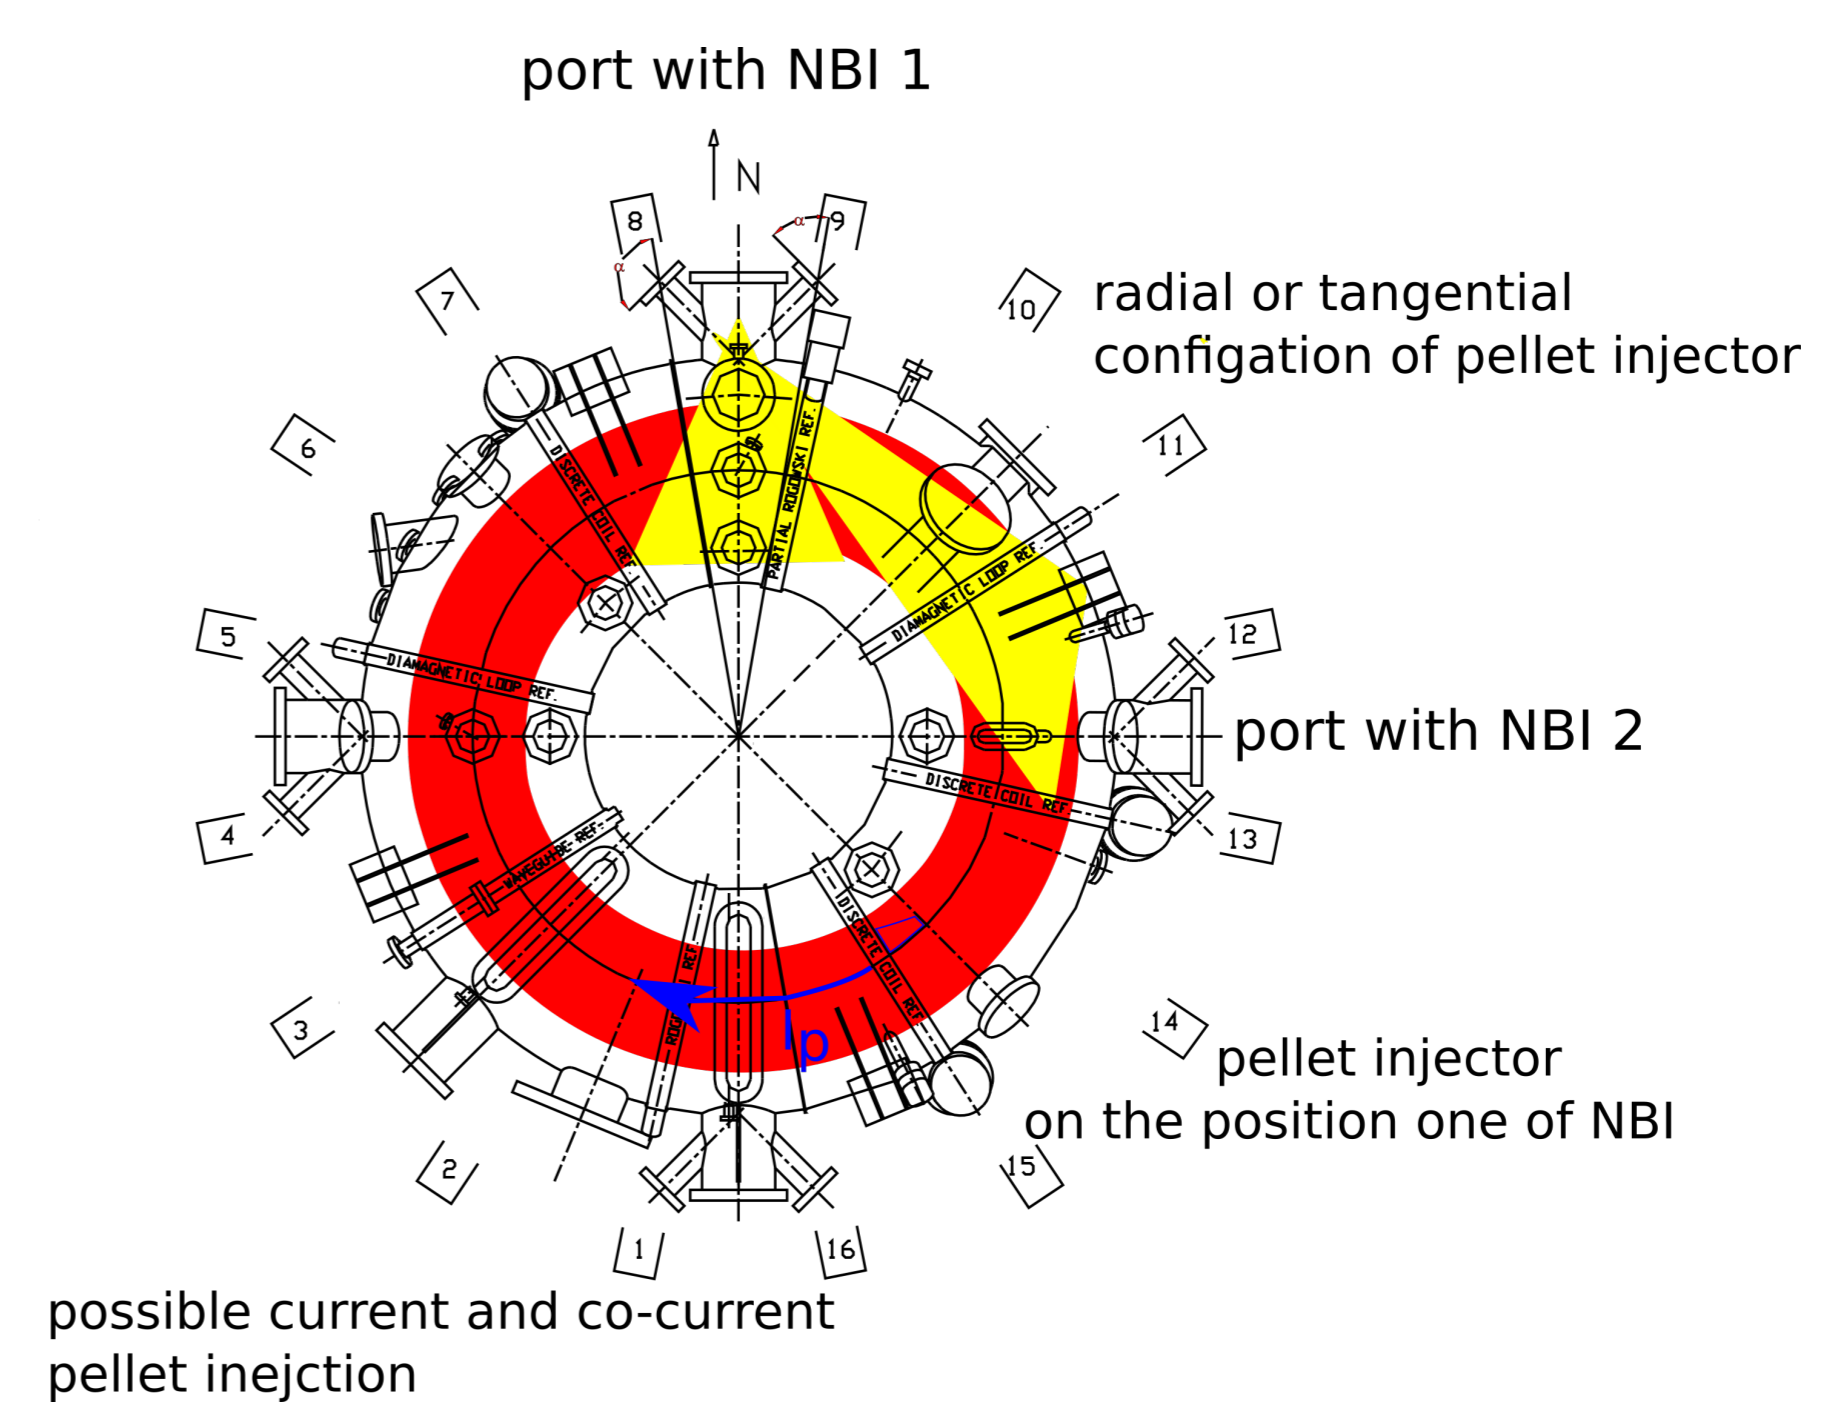 port with NBI 1
N
8
9
α
α
7
10
radial or tangential
configation of pellet injector
6
11
DISCRETE COIL REF.
PARTIAL ROGOWSKI REF.
DIAMAGNETIC LOOP REF.
5
12
DIAMAGNETIC LOOP REF.
port with NBI 2
DISCRETE COIL REF
4
13
WAVEGUIDE REF.
DISCRETE COIL REF.
REF.
Ip
3
14
pellet injector
on the position one of NBI
2
15
1
16
possible current and co-current
pellet inejction